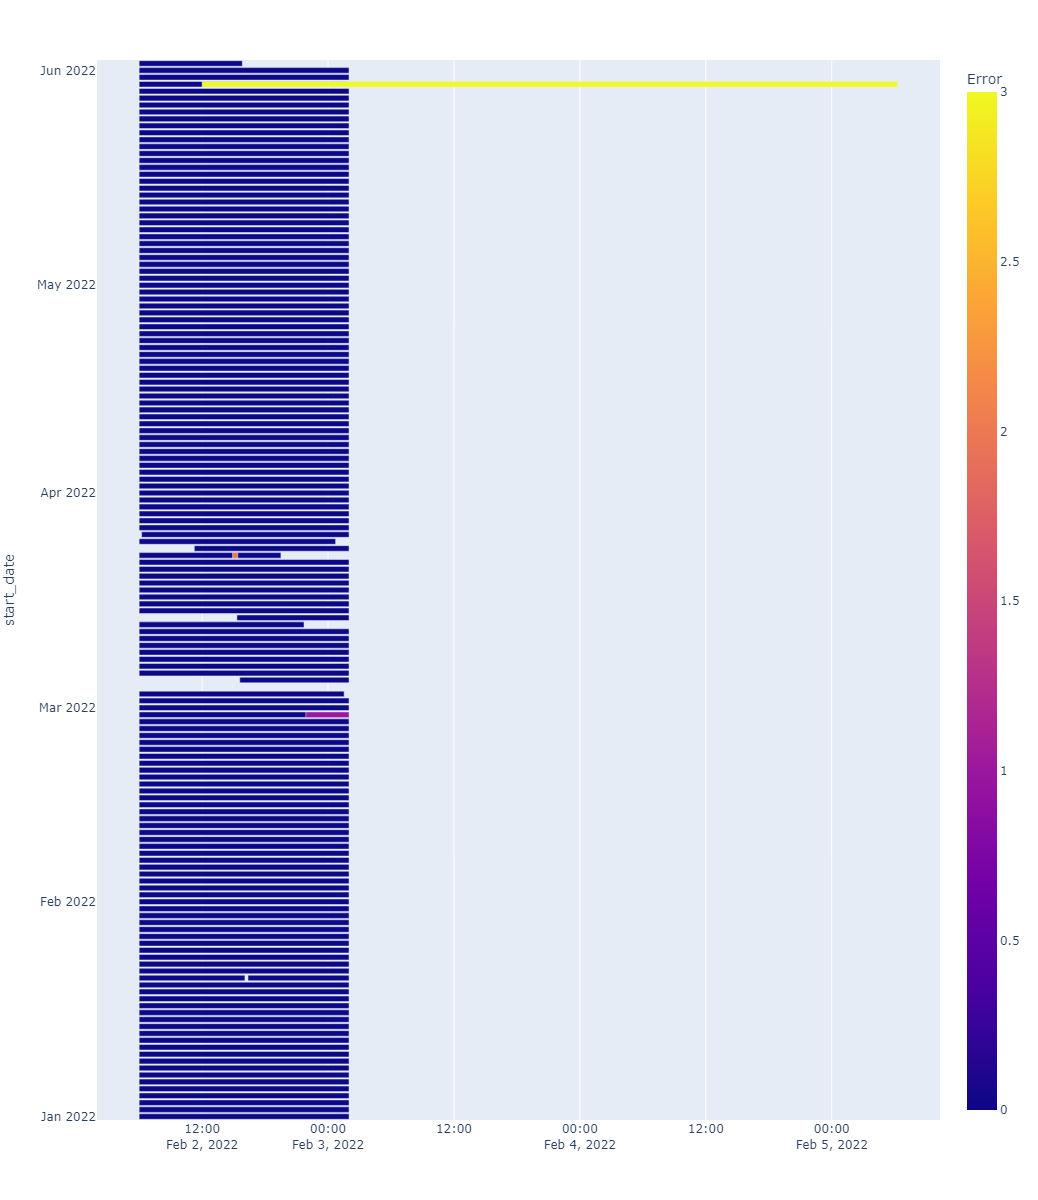 Error
3
2.5
2
1.5
1
0.5
0
start_date
Jun 2022
May 2022
Apr 2022
Mar 2022
Feb 2022
Jan 2022
12:00
Feb 2, 2022
00:00
Feb 3, 2022
12:00
00:00
Feb 4, 2022
12:00
00:00
Feb 5, 2022